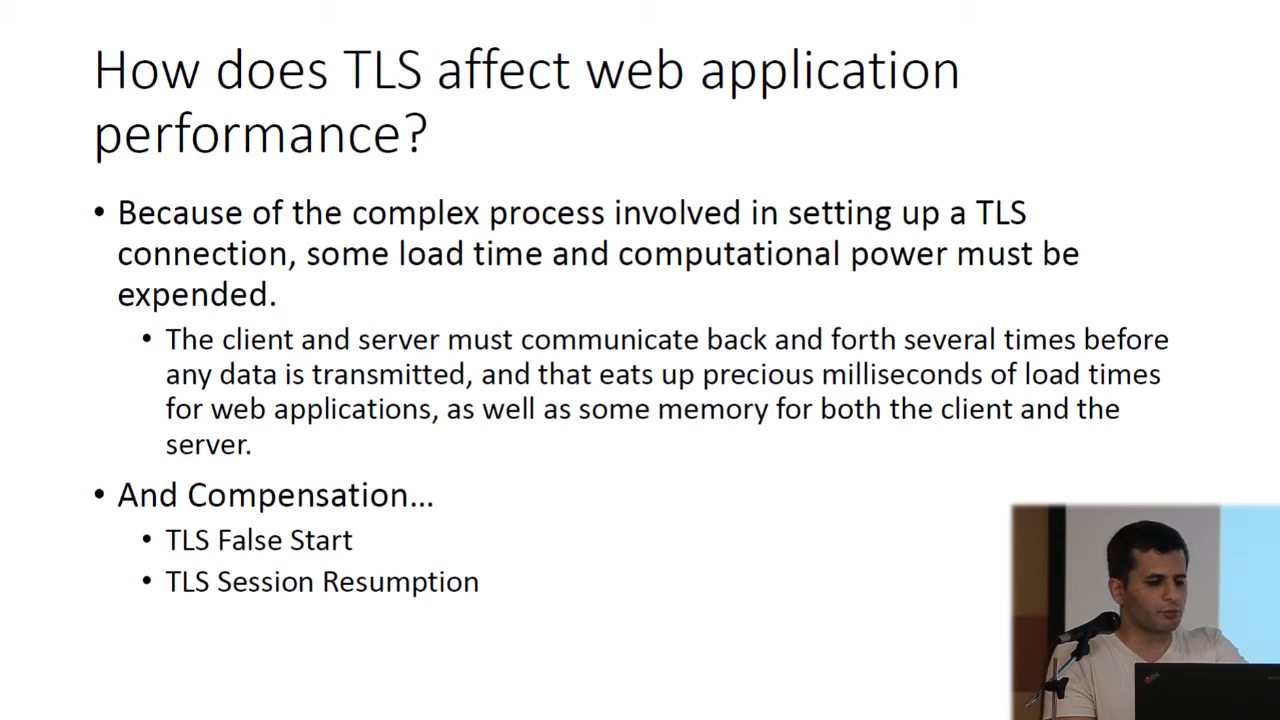 How does TLS affect web application
performance?
• Because of the complex process involved in setting up a TLS
connection, some load time and computational power must be
expended.
• The client and server must communicate back and forth several times before
any data is transmitted, and that eats up precious milliseconds of load times
for web applications, as well as some memory for both the client and the
server.
• And Compensation...
• TLS False Start
• TLS Session Resumption